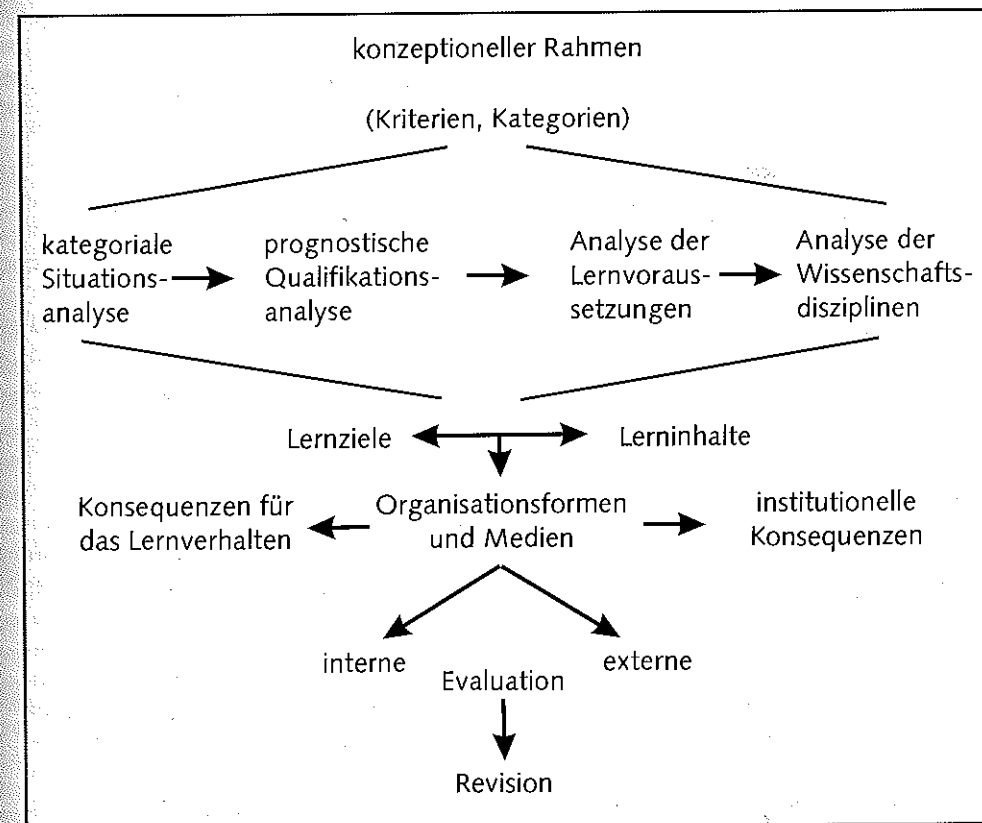 konzeptioneller Rahmen
(Kriterien, Kategorien)
kategoriale
Situations-
analyse
prognostische
Qualifikations-
analyse
Analyse der
Lernvoraus-
setzungen
Analyse der
Wissenschafts-
disziplinen
Lernziele
Lerninhalte
Konsequenzen für
das Lernverhalten
Organisationsformen
und Medien
institutionelle
Konsequenzen
interne
Evaluation
externe
Revision